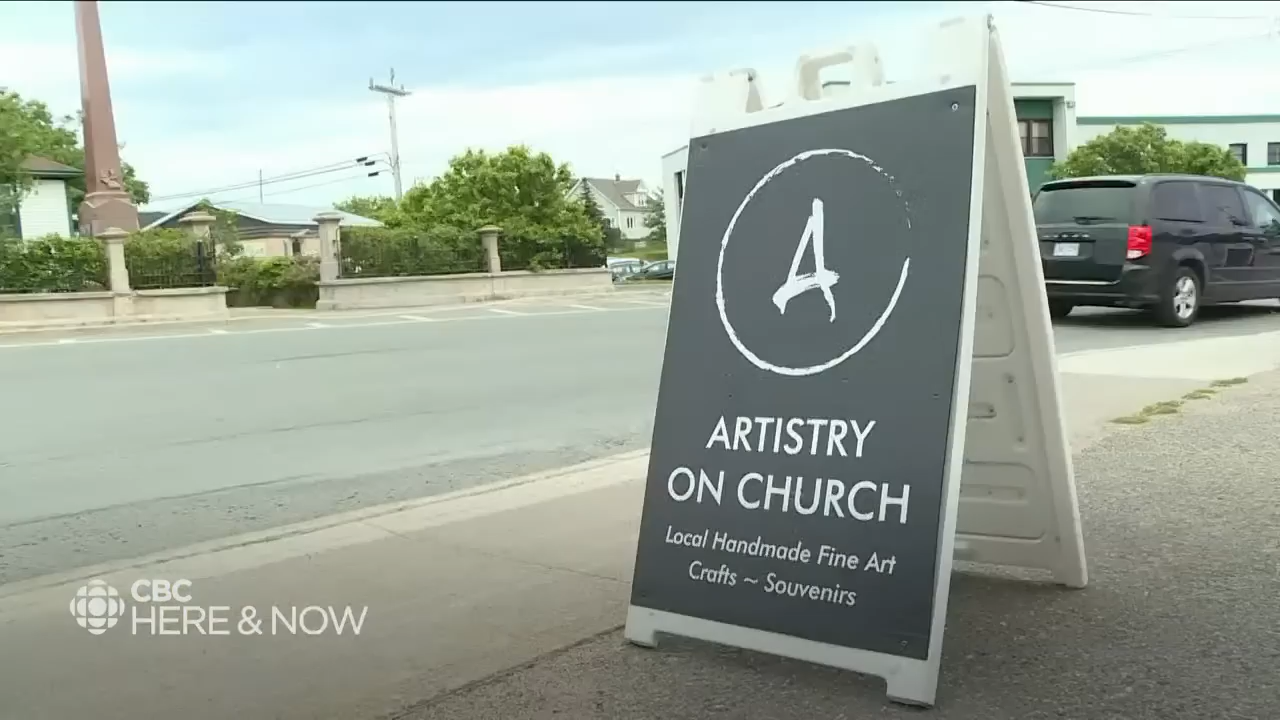 A
ARTISTRY
ON CHURCH
Local Handmade Fine Art
Crafts ~ Souvenirs
CBC
HERE & NOW